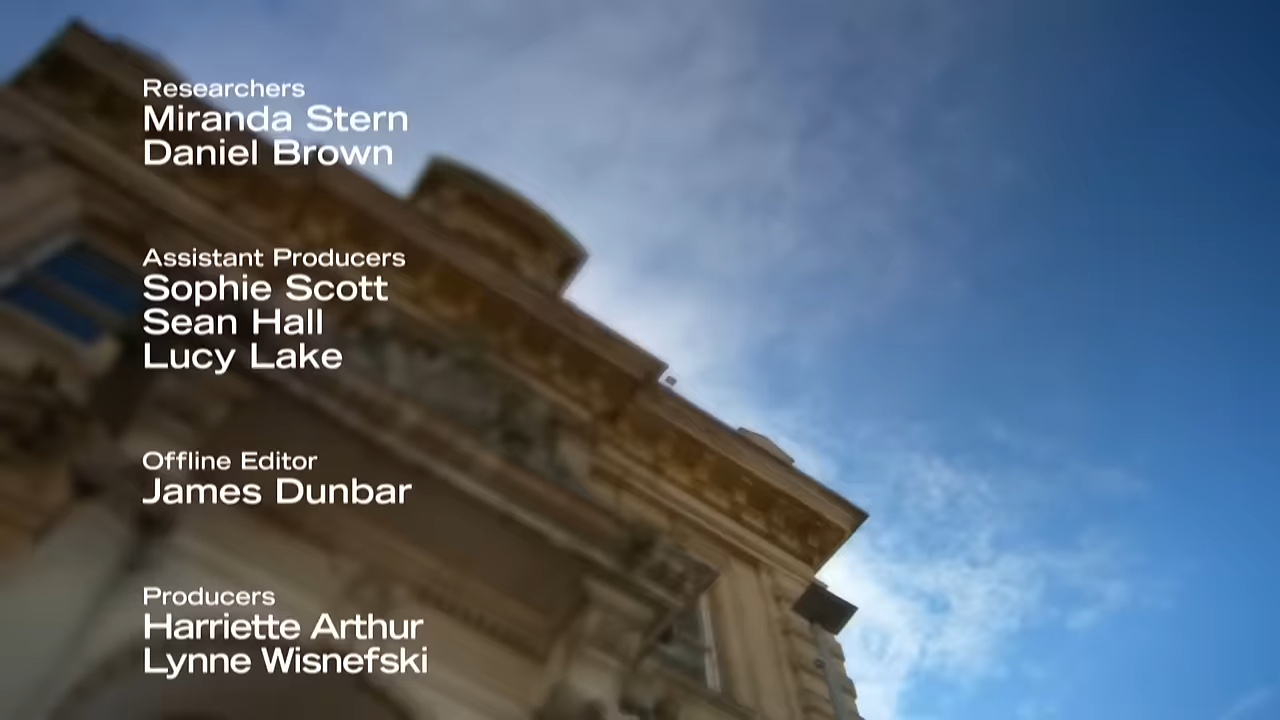 Researchers
Miranda Stern
Daniel Brown
Assistant Producers
Sophie Scott
Sean Hall
Lucy Lake
Offline Editor
James Dunbar
Producers
Harriette Arthur
Lynne Wisnefski